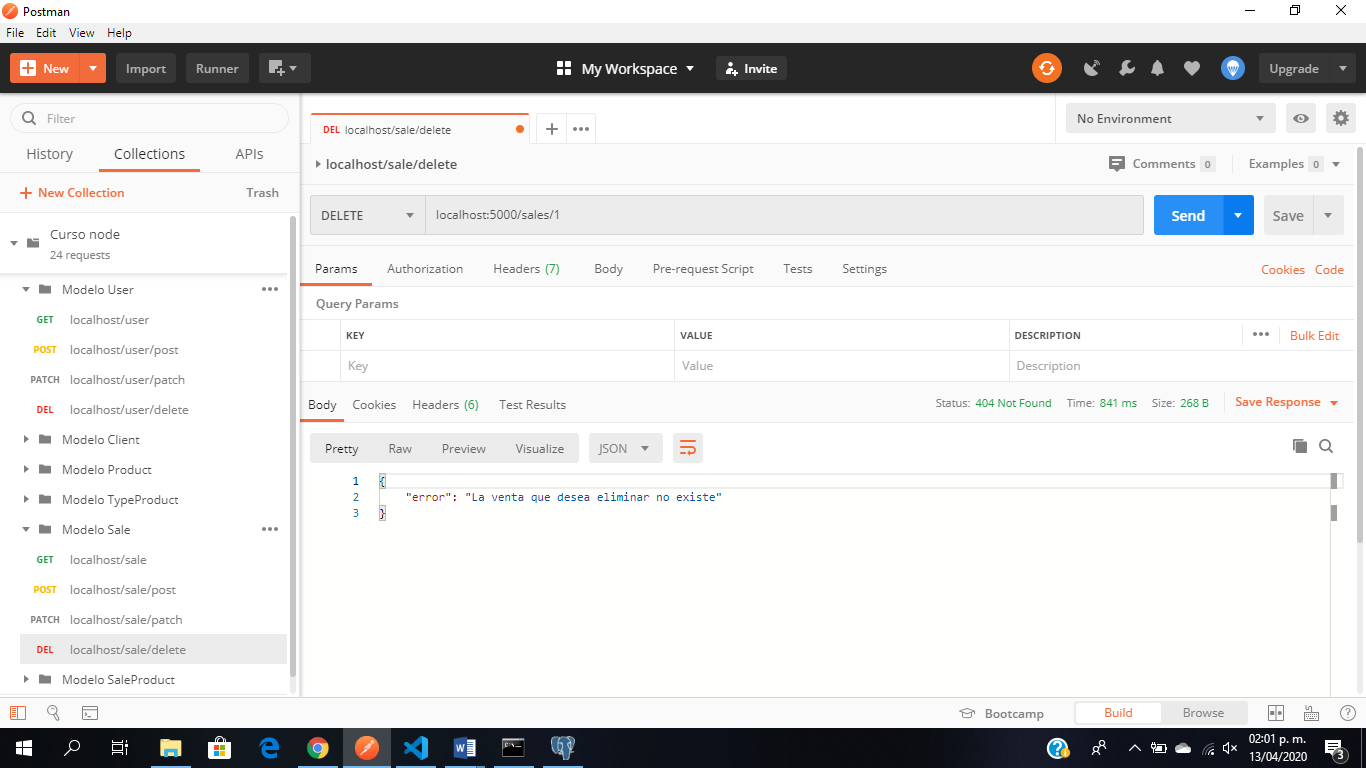 Postman
File Edit View Help
New Import Runner My Workspace Invite Upgrade
Filter
History Collections APIs
New Collection Trash
Curso node
24 requests
Modelo User
GET localhost/user
POST localhost/user/post
PATCH localhost/user/patch
DEL localhost/user/delete
Modelo Client
Modelo Product
Modelo TypeProduct
Modelo Sale
GET localhost/sale
POST localhost/sale/post
PATCH localhost/sale/patch
DEL localhost/sale/delete
Modelo SaleProduct
DEL localhost/sale/delete
No Environment
localhost/sale/delete Comments 0 Examples 0
DELETE localhost:5000/sales/1 Send Save
Params Authorization Headers (7) Body Pre-request Script Tests Settings Cookies Code
Query Params
KEY VALUE DESCRIPTION Bulk Edit
Key Value Description
Body Cookies Headers (6) Test Results Status: 404 Not Found Time: 841 ms Size: 268 B Save Response
Pretty Raw Preview Visualize JSON
1 {
2 "error": "La venta que desea eliminar no existe"
3 }
Bootcamp Build Browse
02:01 p. m.
13/04/2020
3